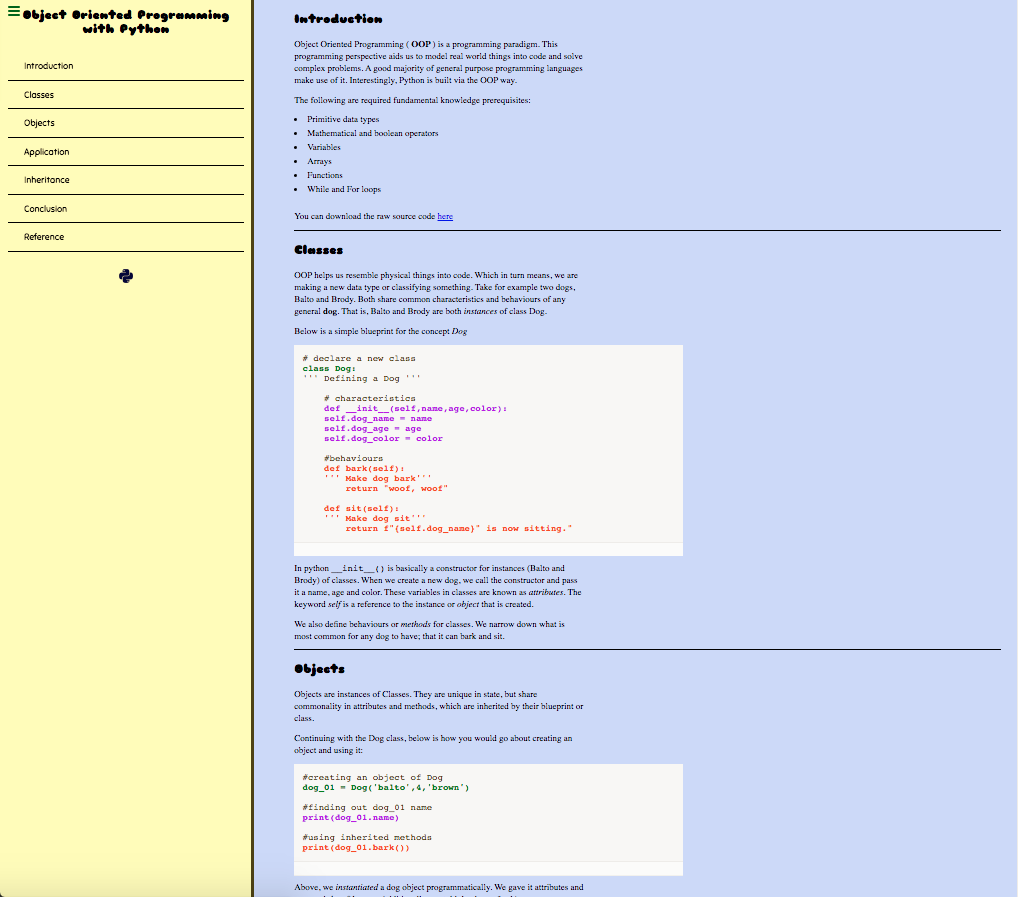 Object Oriented Programming
with Python
Introduction
Classes
Objects
Application
Inheritance
Conclusion
Reference
Introduction
Object Oriented Programming ( OOP ) is a programming paradigm. This
programming perspective aids us to model real world things into code and solve
complex problems. A good majority of general purpose programming languages
make use of it. Interestingly, Python is built via the OOP way.
The following are required fundamental knowledge prerequisites:
• Primitive data types
• Mathematical and boolean operators
• Variables
• Arrays
• Functions
• While and For loops
You can download the raw source code here
Classes
OOP helps us resemble physical things into code. Which in turn means, we are
making a new data type or classifying something. Take for example two dogs,
Balto and Brody. Both share common characteristics and behaviours of any
general dog. That is, Balto and Brody are both instances of class Dog.
Below is a simple blueprint for the concept Dog
# declare a new class
class Dog:
''' Defining a Dog '''
# characteristics
def __init__(self,name,age,color):
self.dog_name = name
self.dog_age = age
self.dog_color = color
#behaviours
def bark(self):
''' Make dog bark'''
return "woof, woof"
def sit(self):
''' Make dog sit'''
return f"{self.dog_name}" is now sitting."
In python __init__() is basically a constructor for instances (Balto and
Brody) of classes. When we create a new dog, we call the constructor and pass
it a name, age and color. These variables in classes are known as attributes. The
keyword self is a reference to the instance or object that is created.
We also define behaviours or methods for classes. We narrow down what is
most common for any dog to have; that it can bark and sit.
Objects
Objects are instances of Classes. They are unique in state, but share
commonality in attributes and methods, which are inherited by their blueprint or
class.
Continuing with the Dog class, below is how you would go about creating an
object and using it:
#creating an object of Dog
dog_01 = Dog('balto',4,'brown')
#finding out dog_01 name
print(dog_01.name)
#using inherited methods
print(dog_01.bark())
Above, we instantiated a dog object programmatically. We gave it attributes and